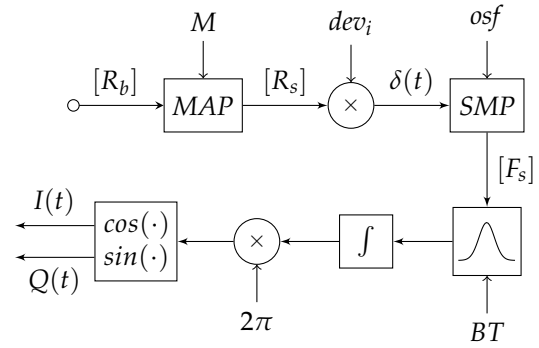 M
dev_i
osf
[R_b]
MAP
[R_s]
×
δ(t)
SMP
[F_s]
I(t)
Q(t)
cos(·)
sin(·)
×
∫
2π
BT